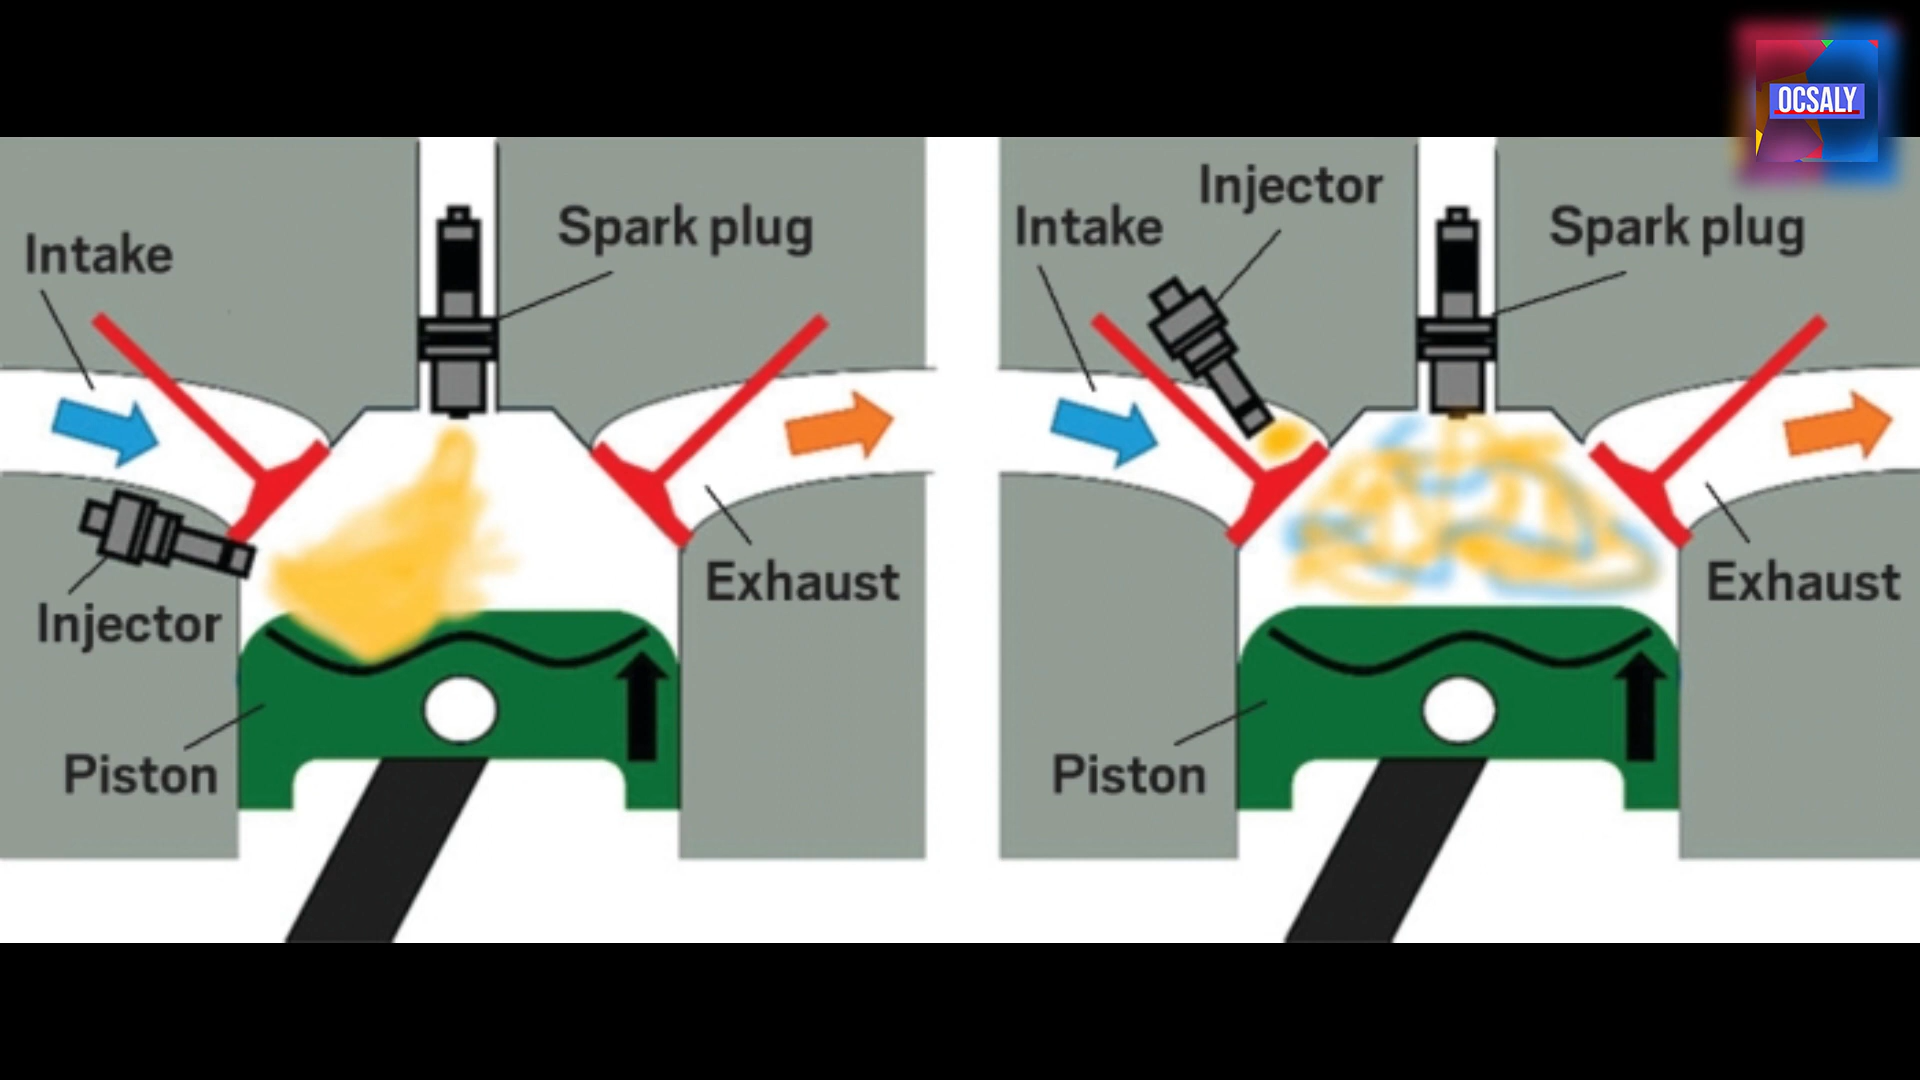 OCSALY
Intake
Spark plug
Injector
Exhaust
Piston
Injector
Intake
Spark plug
Exhaust
Piston